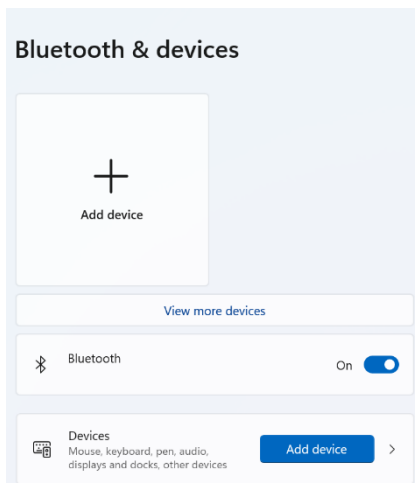 Bluetooth & devices
Add device
View more devices
Bluetooth
On
Devices
Mouse, keyboard, pen, audio,
displays and docks, other devices
Add device